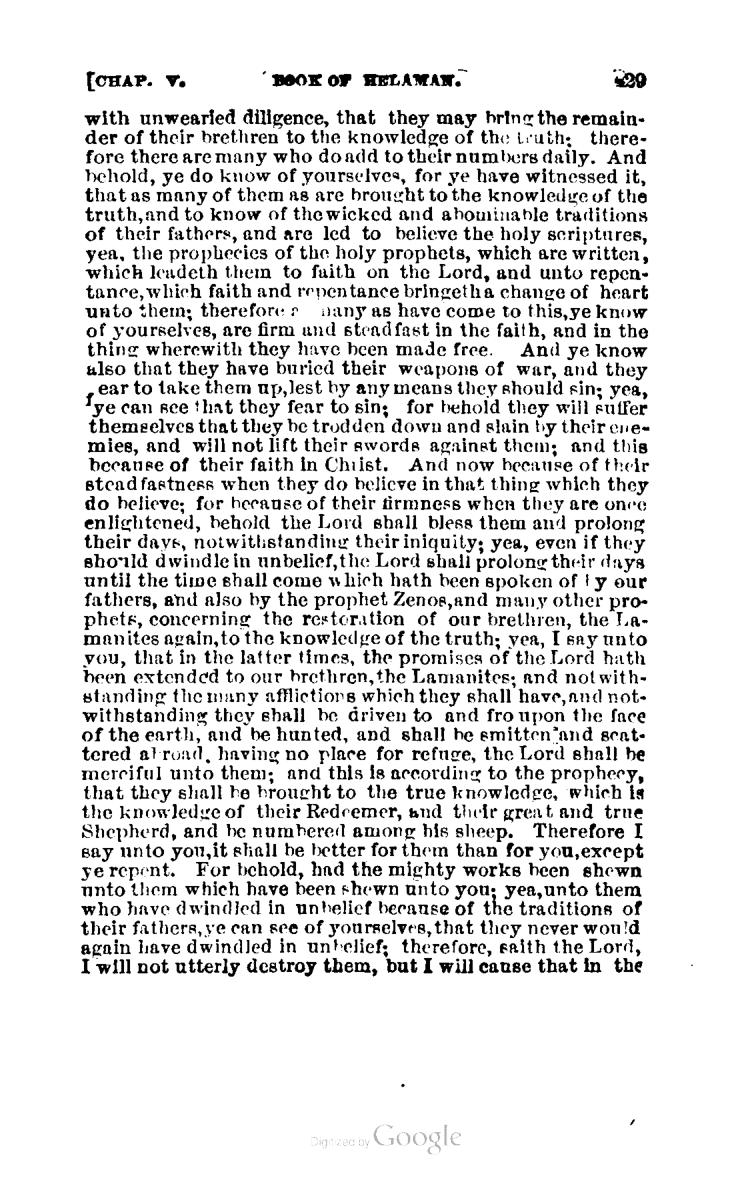 [CHAP. V. BOOK OF HELAMAN. 429
with unwearied diligence, that they may bring the remain-
der of their brethren to the knowledge of the truth; there-
fore there are many who do add to their numbers daily. And
behold, ye do know of yourselves, for ye have witnessed it,
that as many of them as are brought to the knowledge of the
truth, and to know of the wicked and abominable traditions
of their fathers, and are led to believe the holy scriptures,
yea, the prophecies of the holy prophets, which are written,
which leadeth them to faith on the Lord, and unto repen-
tance, which faith and repentance bringeth a change of heart
unto them; therefore many as have come to this, ye know
of yourselves, are firm and steadfast in the faith, and in the
thing wherewith they have been made free. And ye know
also that they have buried their weapons of war, and they
ear to take them up, lest by any means they should sin; yea,
ye can see that they fear to sin; for behold they will suffer
themselves that they be trodden down and slain by their ene-
mies, and will not lift their swords against them; and this
because of their faith in Christ. And now because of their
steadfastness when they do believe in that thing which they
do believe; for because of their firmness when they are once
enlightened, behold the Lord shall bless them and prolong
their days, notwithstanding their iniquity; yea, even if they
should dwindle in unbelief, the Lord shall prolong their days
until the time shall come which hath been spoken of by our
fathers, and also by the prophet Zenos, and many other pro-
phets, concerning the restoration of our brethren, the La-
manites again, to the knowledge of the truth; yea, I say unto
you, that in the latter times, the promises of the Lord hath
been extended to our brethren, the Lamanites; and notwith-
standing the many afflictions which they shall have, and not-
withstanding they shall be driven to and fro upon the face
of the earth, and be hunted, and shall be smitten and scat-
tered abroad, having no place for refuge, the Lord shall be
merciful unto them; and this is according to the prophecy,
that they shall be brought to the true knowledge, which is
the knowledge of their Redeemer, and their great and true
Shepherd, and be numbered among his sheep. Therefore I
say unto you, it shall be better for them than for you, except
ye repent. For behold, had the mighty works been shewn
unto them which have been shewn unto you; yea, unto them
who have dwindled in unbelief because of the traditions of
their fathers, ye can see of yourselves, that they never would
again have dwindled in unbelief; therefore, saith the Lord,
I will not utterly destroy them, but I will cause that in the
Digitized by Google